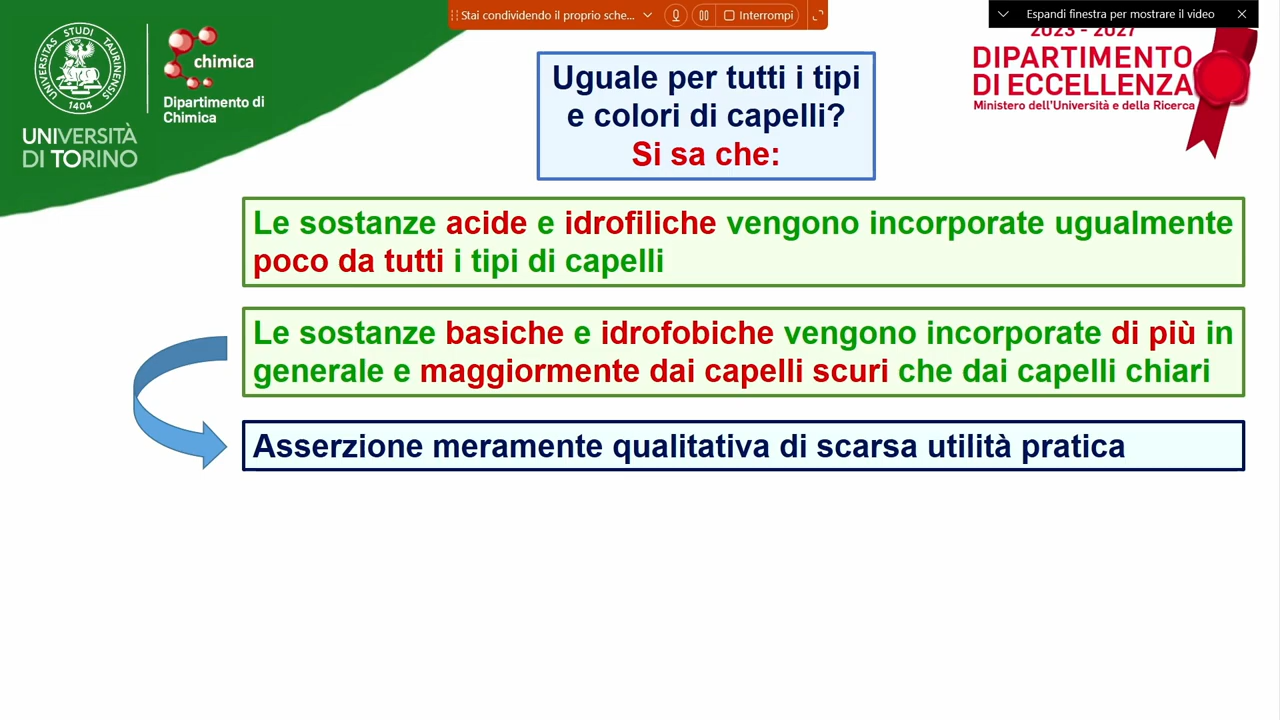 Stai condividendo il proprio sche...
Interrompi
Espandi finestra per mostrare il video
UNIVERSITAS STUDII TAURINENSIS
1404
UNIVERSITÀ
DI TORINO
chimica
Dipartimento di
Chimica
2023 - 2027
DIPARTIMENTO
DI ECCELLENZA
Ministero dell'Università e della Ricerca
Uguale per tutti i tipi
e colori di capelli?
Si sa che:
Le sostanze acide e idrofiliche vengono incorporate ugualmente
poco da tutti i tipi di capelli
Le sostanze basiche e idrofobiche vengono incorporate di più in
generale e maggiormente dai capelli scuri che dai capelli chiari
Asserzione meramente qualitativa di scarsa utilità pratica